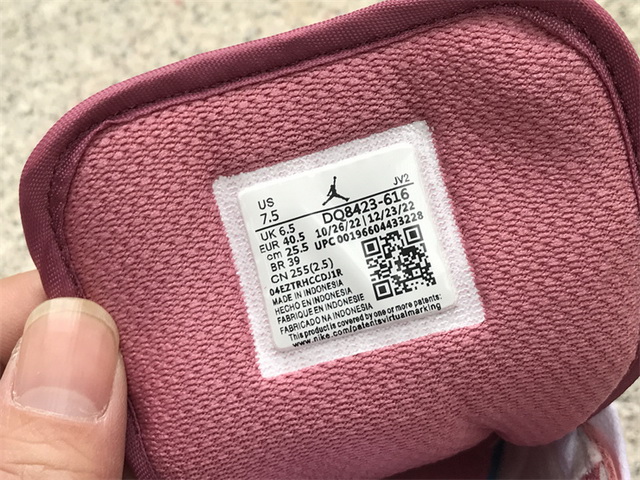 US
7.5
JV2
UK 6.5
DQ8423-616
EUR 40.5
10/26/22 | 12/23/22
cm 25.5
UPC 00196604433228
BR 39
CN 255(2.5)
04EZTRHCCDJ1R
MADE IN INDONESIA
HECHO EN INDONESIA
FABRIQUE EN INDONESIE
FABRICADO NA INDONESIA
This product is covered by one or more patents:
www.nike.com/patentsvirtualmarking